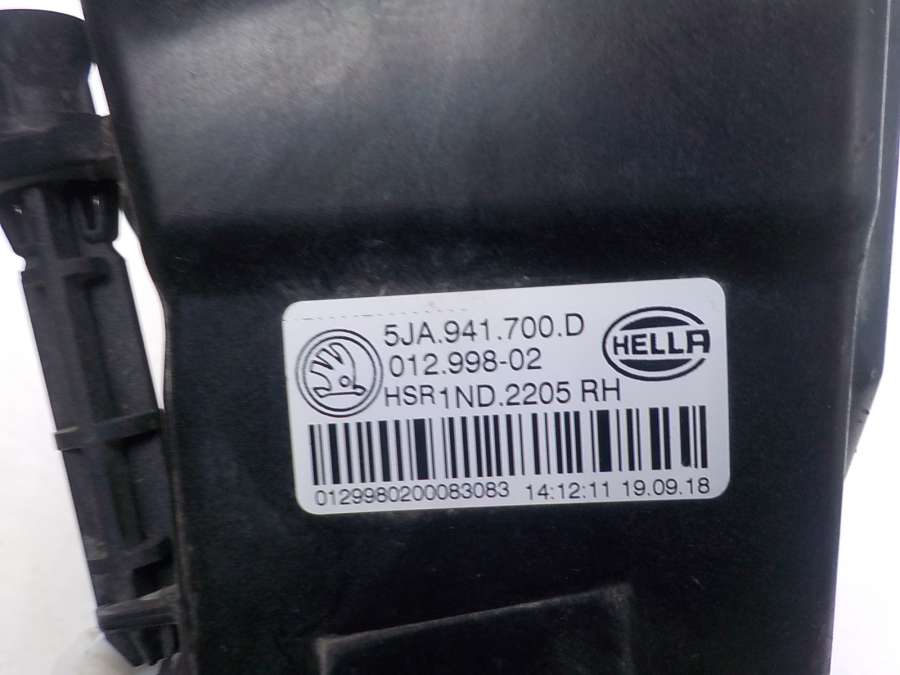 5JA.941.700.D
HELLA
012.998-02
HSR1ND.2205 RH
0129980200083083 14:12:11 19.09.18